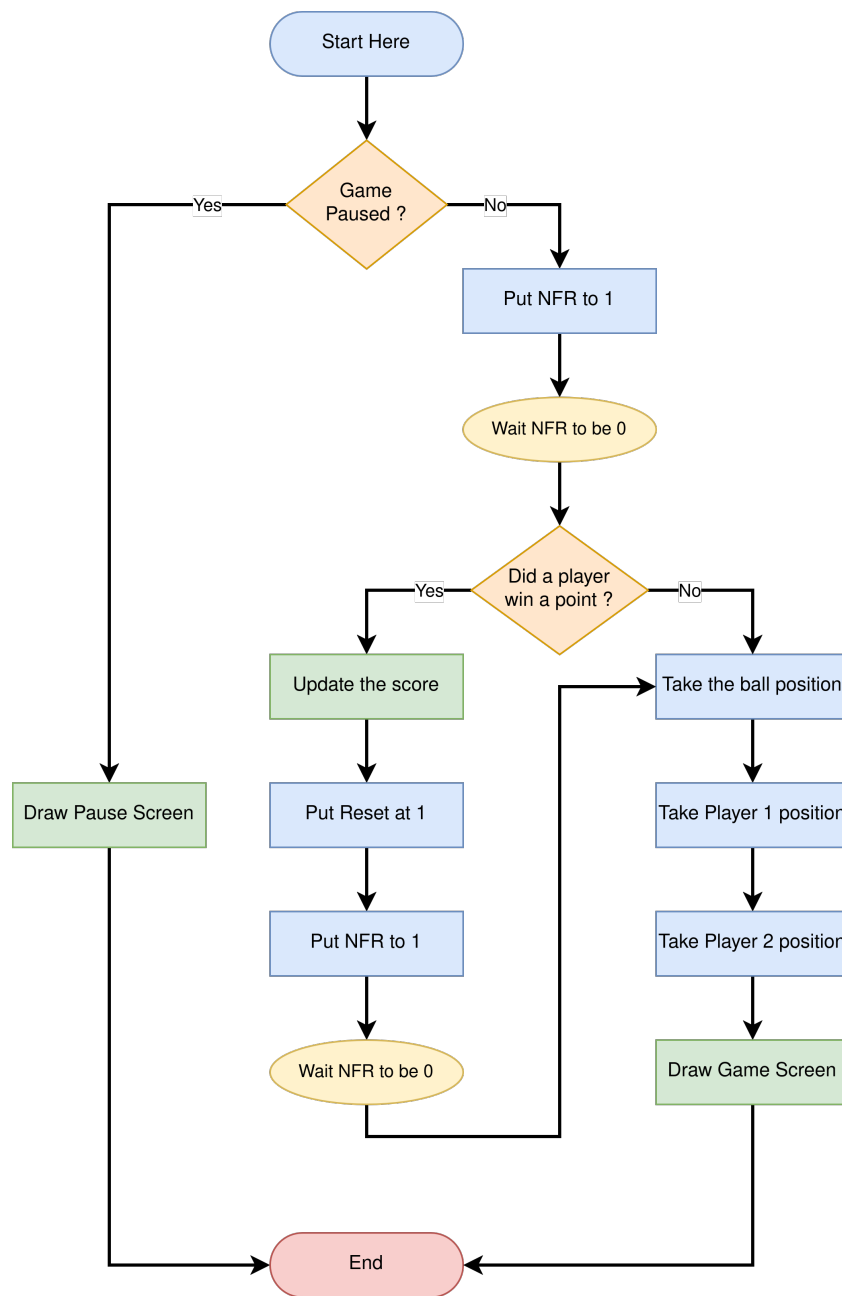 Start Here
Game
Paused ?
Yes
No
Put NFR to 1
Wait NFR to be 0
Did a player
win a point ?
Yes
No
Update the score
Take the ball position
Draw Pause Screen
Put Reset at 1
Take Player 1 position
Put NFR to 1
Take Player 2 position
Wait NFR to be 0
Draw Game Screen
End